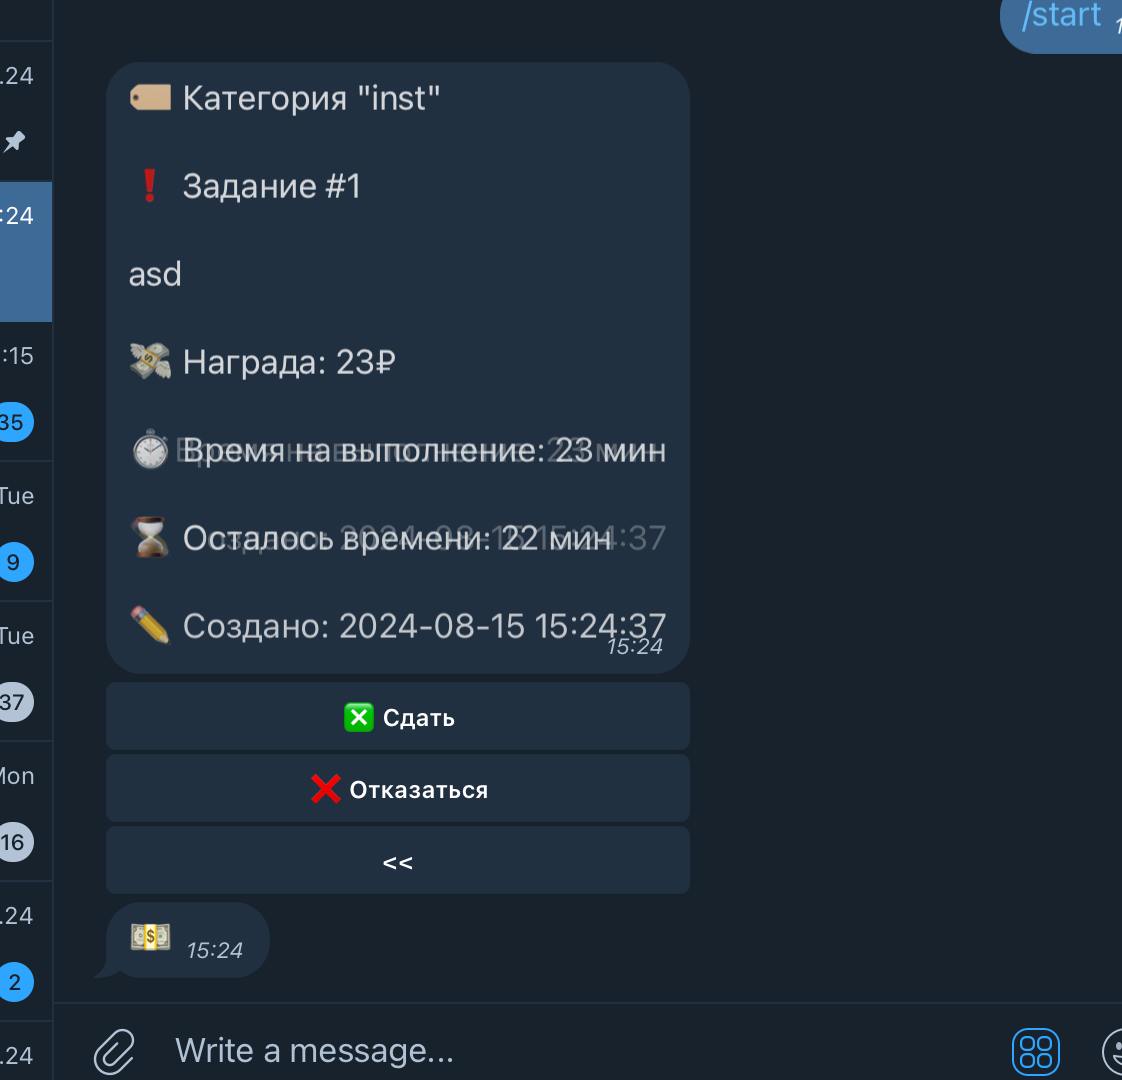 /start
.24
🏷 Категория "inst"
❗ Задание #1
:24
asd
:15
💸 Награда: 23₽
35
⏱ Время на выполнение: 23 мин
Tue
⏳ Осталось времени: 22 мин
9
✏️ Создано: 2024-08-15 15:24:37
15:24
Tue
37
❎ Сдать
Mon
❌ Отказаться
16
<<
.24
💵 15:24
2
Write a message...
.24